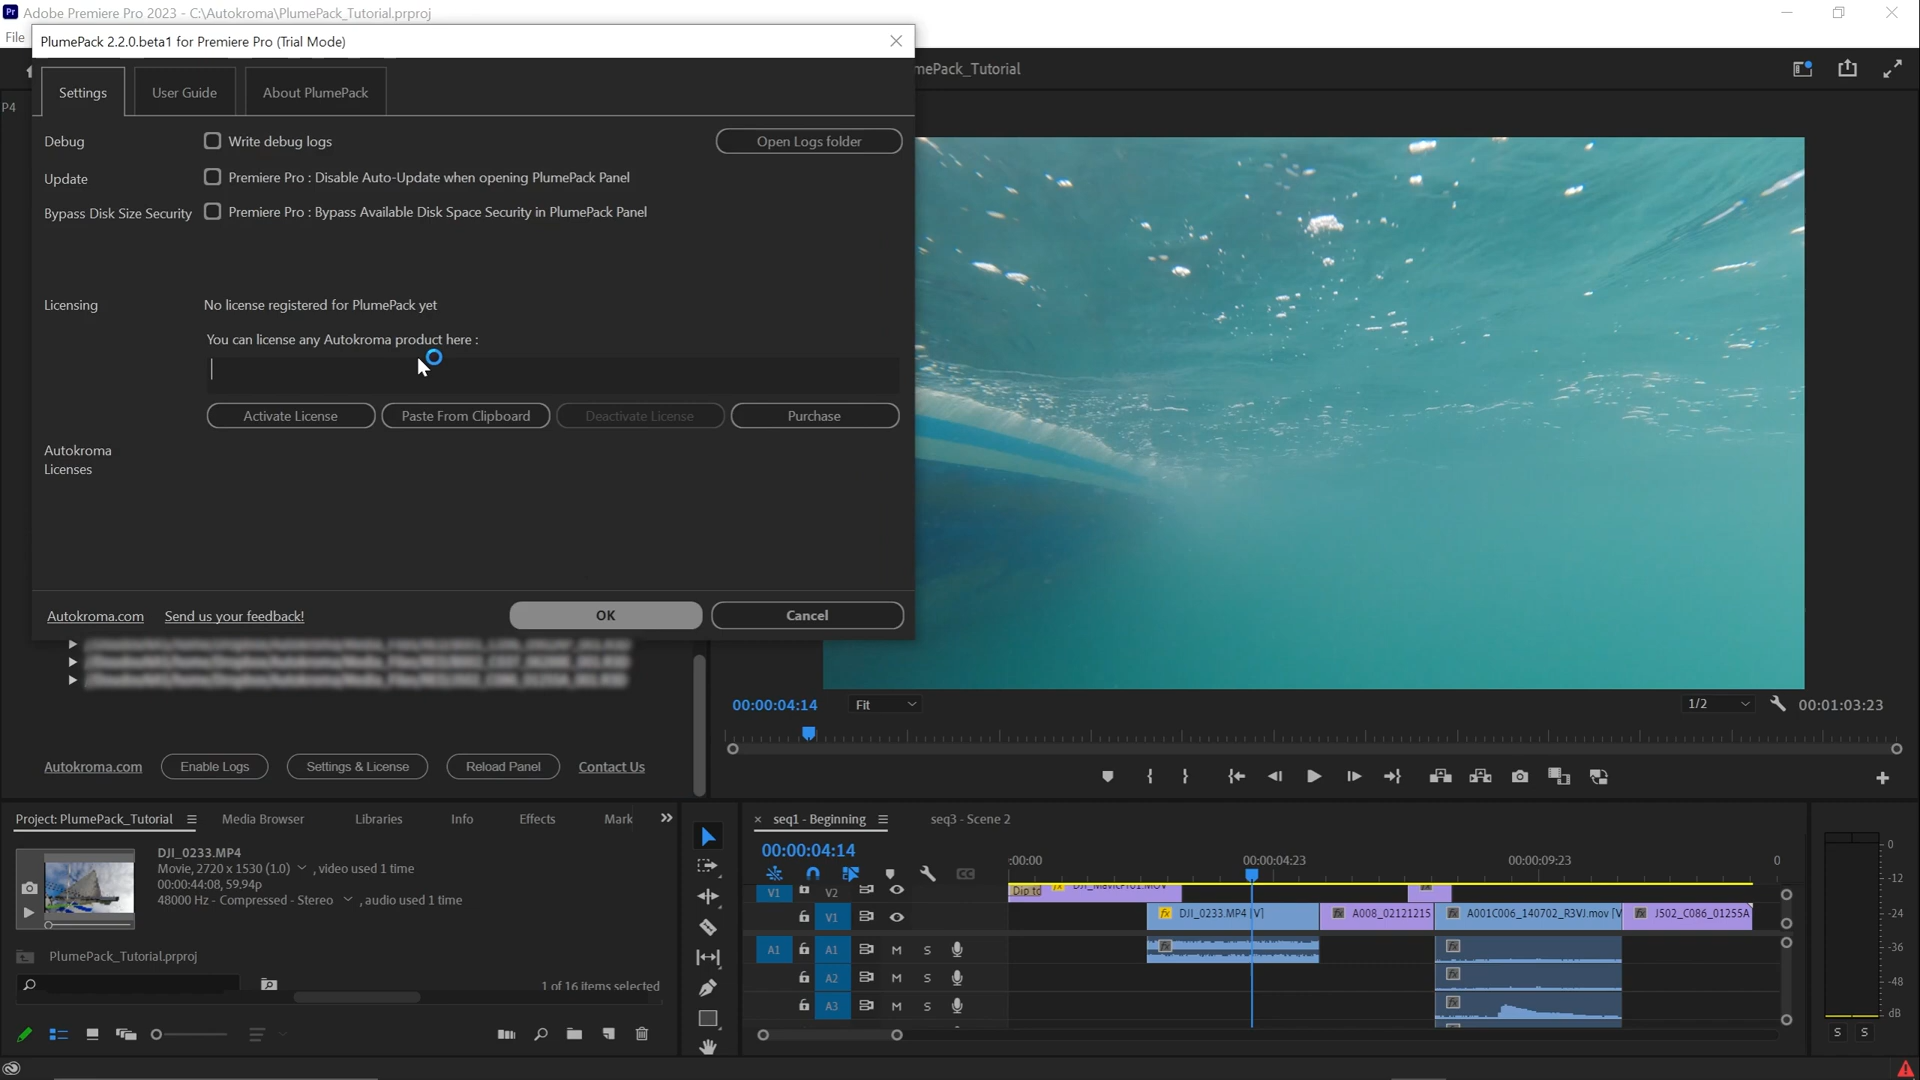 Adobe Premiere Pro 2023 - C:\Autokroma\PlumePack_Tutorial.prproj
File
PlumePack 2.2.0.beta1 for Premiere Pro (Trial Mode)
mePack_Tutorial
Settings
User Guide
About PlumePack
P4
Debug
Write debug logs
Open Logs folder
Update
Premiere Pro : Disable Auto-Update when opening PlumePack Panel
Bypass Disk Size Security
Premiere Pro : Bypass Available Disk Space Security in PlumePack Panel
Licensing
No license registered for PlumePack yet
You can license any Autokroma product here :
Activate License
Paste From Clipboard
Deactivate License
Purchase
Autokroma
Licenses
Autokroma.com
Send us your feedback!
OK
Cancel
00:00:04:14
Fit
1/2
00:01:03:23
Autokroma.com
Enable Logs
Settings & License
Reload Panel
Contact Us
Project: PlumePack_Tutorial
Media Browser
Libraries
Info
Effects
Mark
DJI_0233.MP4
Movie, 2720 x 1530 (1.0)
, video used 1 time
00:00:44:08, 59.94p
48000 Hz - Compressed - Stereo
, audio used 1 time
PlumePack_Tutorial.prproj
1 of 16 items selected
seq1 - Beginning
seq3 - Scene 2
00:00:04:14
:00:00
00:00:04:23
00:00:09:23
0
V1
V2
Dip td
DJI_MavicPro1.MOV
V1
DJI_0233.MP4 [V]
A008_02121215
A001C006_140702_R3VJ.mov [V
J502_C086_01255A
A1
A1
M
S
A2
M
S
A3
M
S
0
-12
-24
-36
-48
dB
S
S